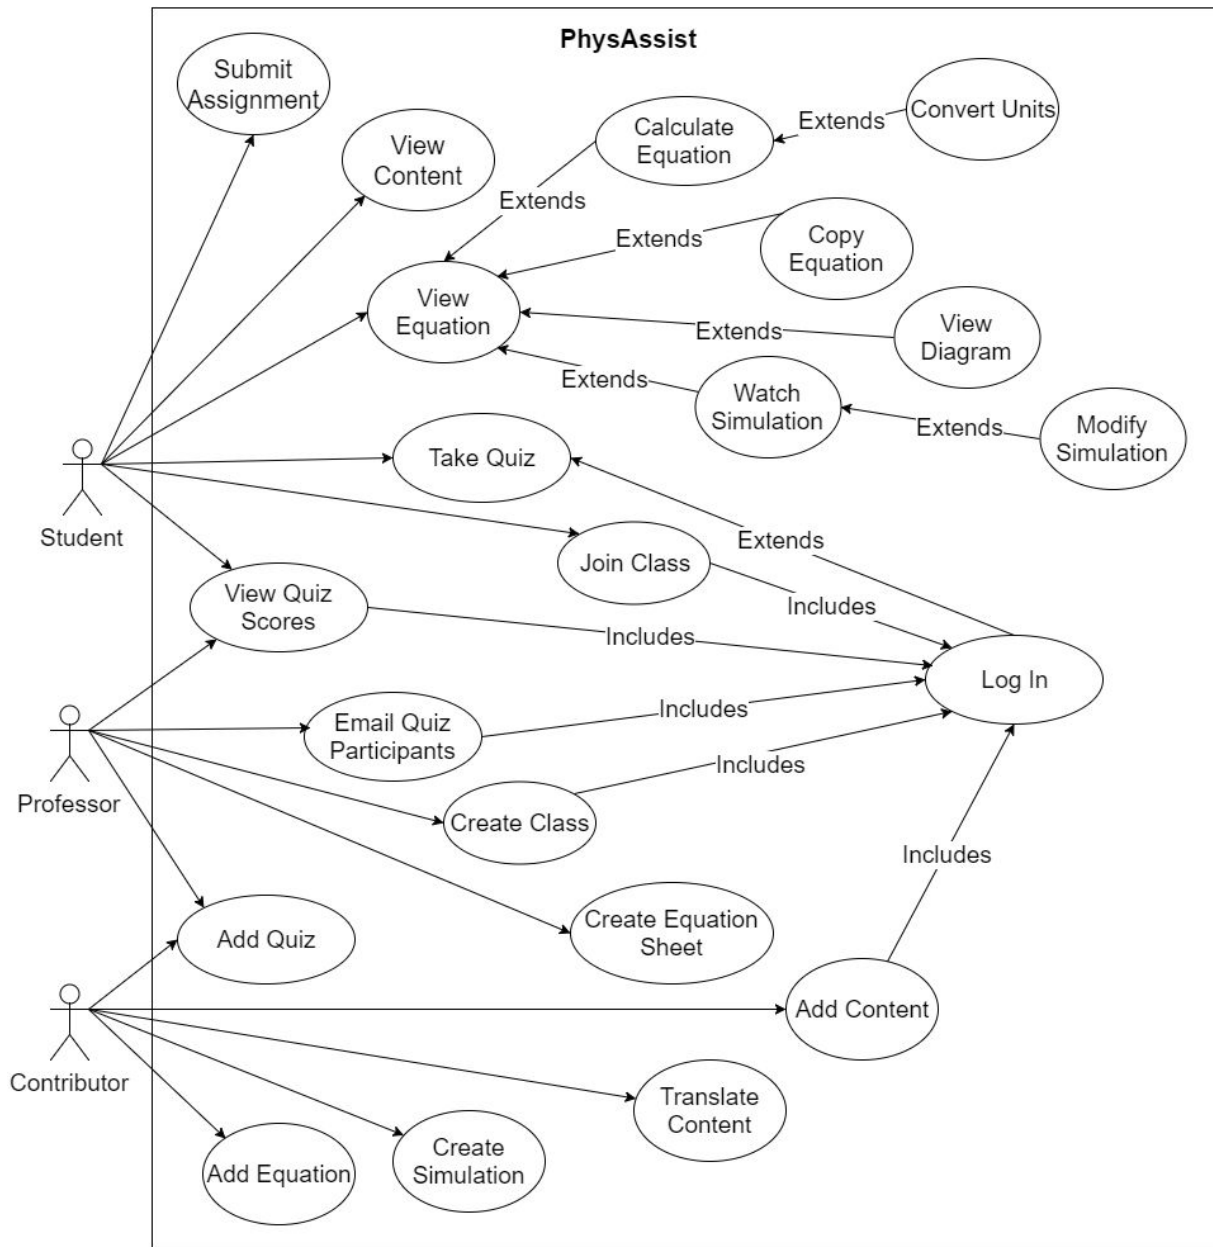 PhysAssist
Submit
Assignment
View
Content
Calculate
Equation
Extends
Convert Units
Extends
Extends
Copy
Equation
View
Equation
Extends
View
Diagram
Extends
Watch
Simulation
Extends
Modify
Simulation
Take Quiz
Student
Extends
Join Class
Includes
View Quiz
Scores
Includes
Log In
Email Quiz
Participants
Includes
Professor
Create Class
Includes
Includes
Add Quiz
Create Equation
Sheet
Add Content
Contributor
Translate
Content
Add Equation
Create
Simulation